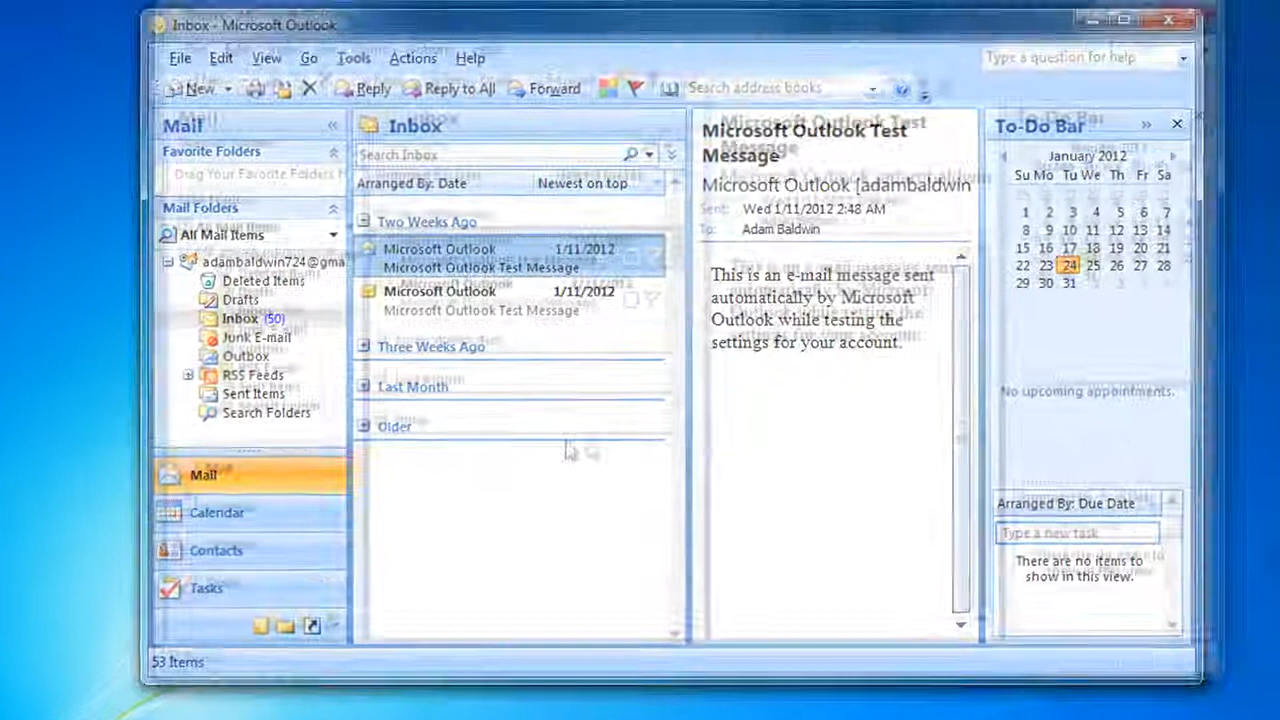 Inbox - Microsoft Outlook
File Edit View Go Tools Actions Help
Type a question for help
New Reply Reply to All Forward Search address books
Mail
Favorite Folders
Drag Your Favorite Folders
Mail Folders
All Mail Items
adambaldwin724@gma
Deleted Items
Drafts
Inbox (50)
Junk E-mail
Outbox
RSS Feeds
Sent Items
Search Folders
Mail
Calendar
Contacts
Tasks
53 Items
Inbox
Search Inbox
Arranged By: Date Newest on top
Two Weeks Ago
Microsoft Outlook 1/11/2012
Microsoft Outlook Test Message
Microsoft Outlook 1/11/2012
Microsoft Outlook Test Message
Three Weeks Ago
Last Month
Older
Microsoft Outlook Test
Message
Microsoft Outlook [adambaldwin
Sent: Wed 1/11/2012 2:48 AM
To: Adam Baldwin
This is an e-mail message sent
automatically by Microsoft
Outlook while testing the
settings for your account.
To-Do Bar
January 2012
Su Mo Tu We Th Fr Sa
1 2 3 4 5 6 7
8 9 10 11 12 13 14
15 16 17 18 19 20 21
22 23 24 25 26 27 28
29 30 31
No upcoming appointments.
Arranged By: Due Date
Type a new task
There are no items to
show in this view.